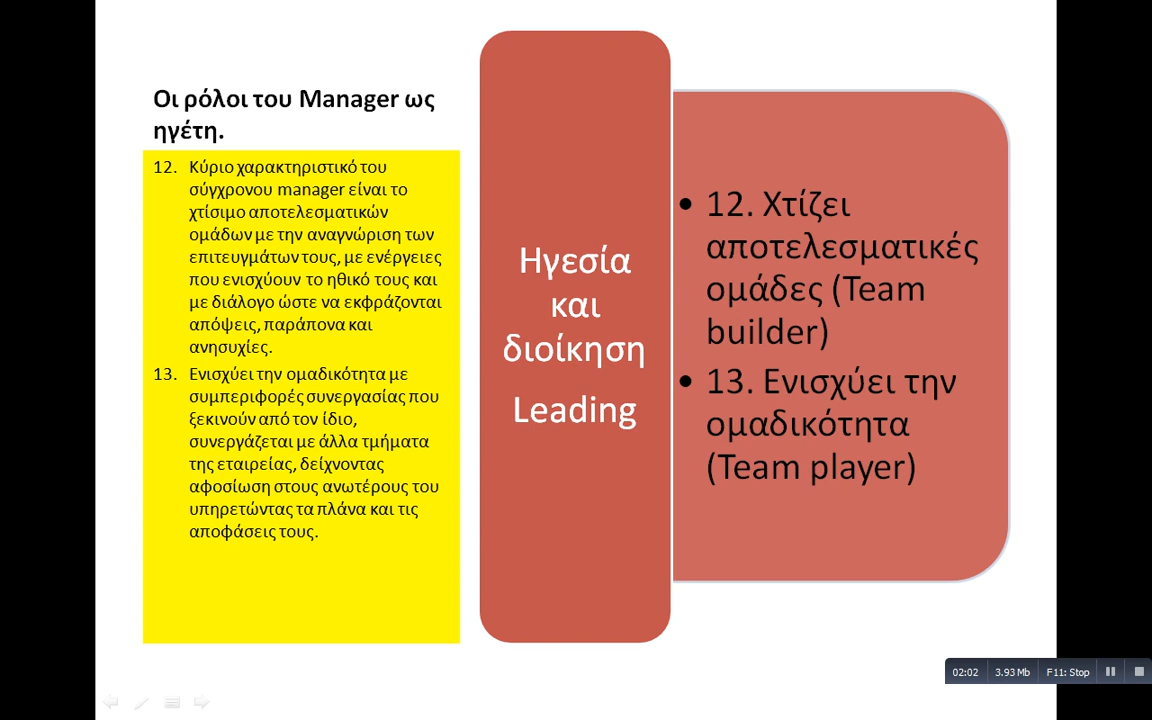 Οι ρόλοι του Manager ως
ηγέτη.
12. Κύριο χαρακτηριστικό του
σύγχρονου manager είναι το
χτίσιμο αποτελεσματικών
ομάδων με την αναγνώριση των
επιτευγμάτων τους, με ενέργειες
που ενισχύουν το ηθικό τους και
με διάλογο ώστε να εκφράζονται
απόψεις, παράπονα και
ανησυχίες.
13. Ενισχύει την ομαδικότητα με
συμπεριφορές συνεργασίας που
ξεκινούν από τον ίδιο,
συνεργάζεται με άλλα τμήματα
της εταιρείας, δείχνοντας
αφοσίωση στους ανωτέρους του
υπηρετώντας τα πλάνα και τις
αποφάσεις τους.
Ηγεσία
και
διοίκηση
Leading
• 12. Χτίζει
αποτελεσματικές
ομάδες (Team
builder)
• 13. Ενισχύει την
ομαδικότητα
(Team player)
02:02 3.93 Mb F11: Stop